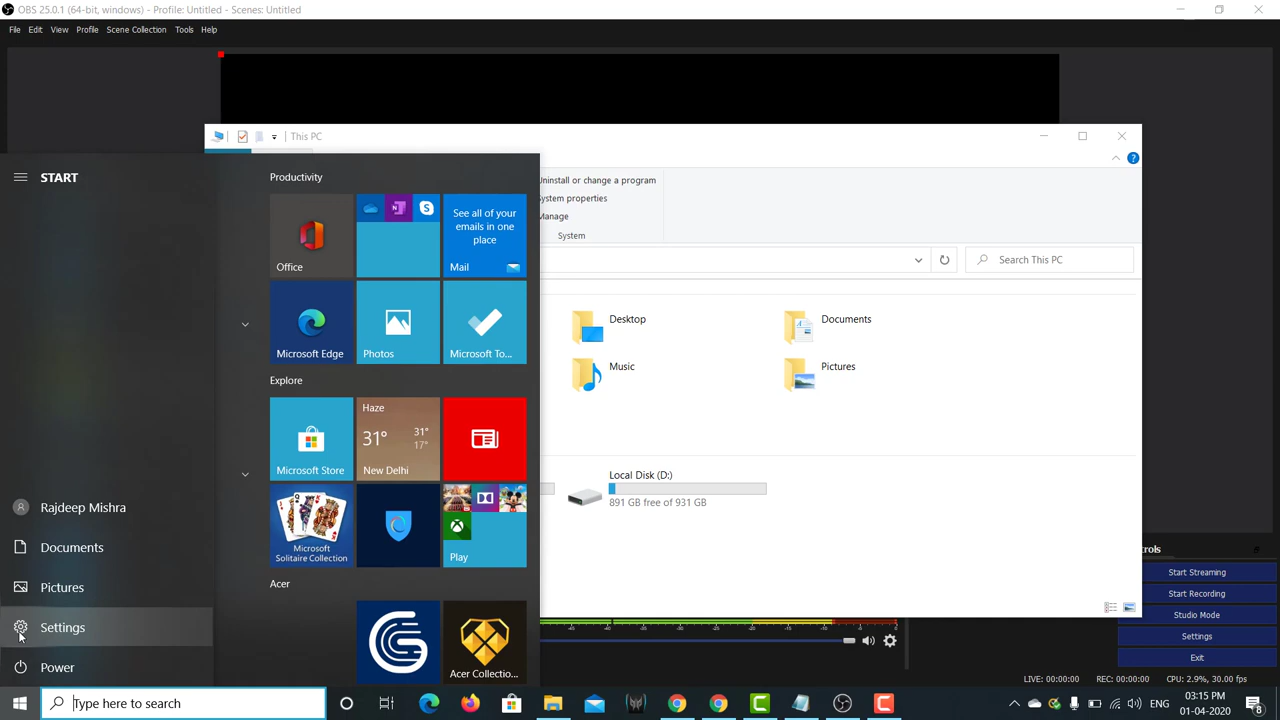 OBS 25.0.1 (64-bit, windows) - Profile: Untitled - Scenes: Untitled
File Edit View Profile Scene Collection Tools Help
This PC
START
Productivity
Uninstall or change a program
System properties
Manage
System
Office
See all of your emails in one place
Mail
Search This PC
Microsoft Edge
Photos
Microsoft To...
Desktop
Documents
Music
Pictures
Explore
Microsoft Store
Haze
31° 31° 17°
New Delhi
Local Disk (D:)
891 GB free of 931 GB
Microsoft Solitaire Collection
Play
Rajdeep Mishra
Documents
Pictures
Settings
Power
Acer
Acer Collectio...
trols
Start Streaming
Start Recording
Studio Mode
Settings
Exit
LIVE: 00:00:00 REC: 00:00:00 CPU: 2.9%, 30.00 fps
Type here to search
ENG
03:15 PM
01-04-2020
8